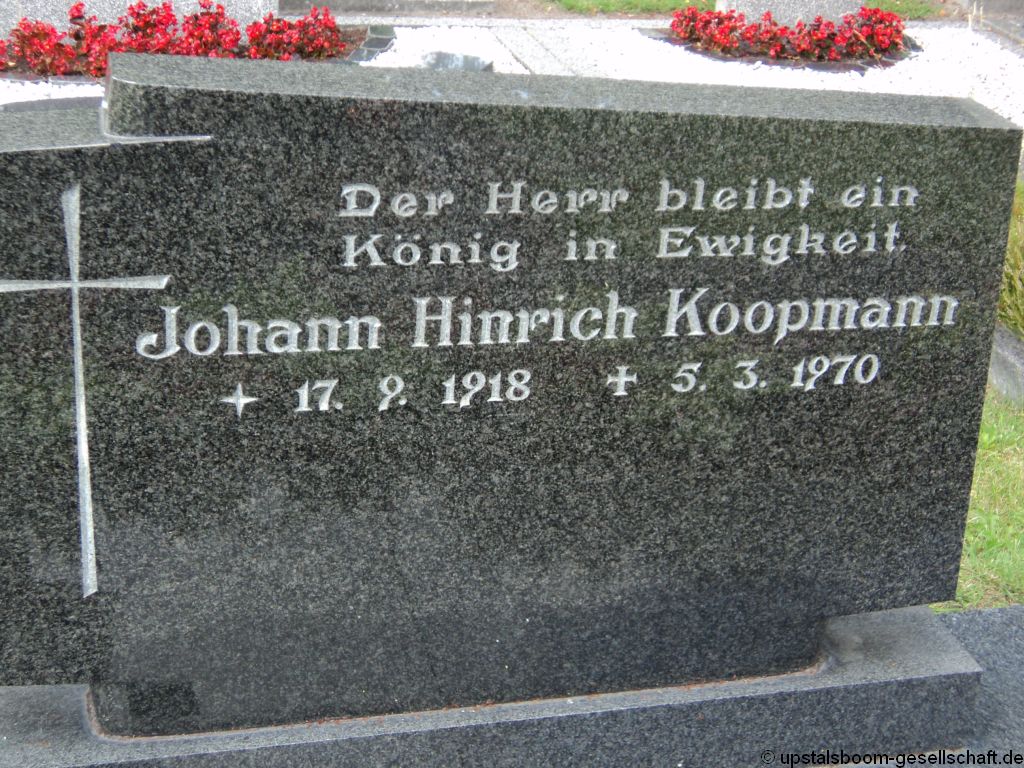 Der Herr bleibt ein
König in Ewigkeit.
Johann Hinrich Koopmann
17. 9. 1918 ✝ 5. 3. 1970
© upstalsboom-gesellschaft.de